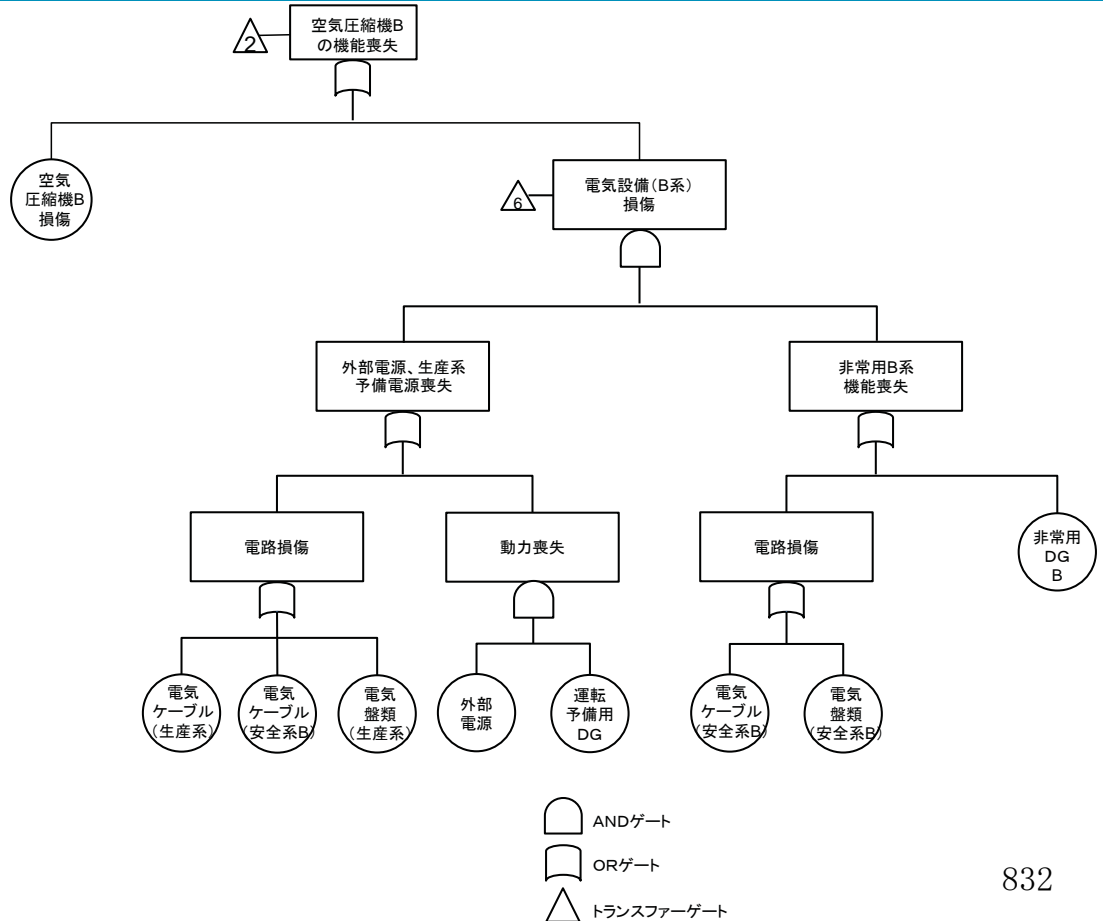 空気圧縮機B
の機能喪失
2
空気
圧縮機B
損傷
電気設備(B系)
損傷
6
外部電源、生産系
予備電源喪失
非常用B系
機能喪失
電路損傷
動力喪失
電路損傷
非常用
DG
B
電気
ケーブル
(生産系)
電気
ケーブル
(安全系B)
電気
盤類
(生産系)
外部
電源
運転
予備用
DG
電気
ケーブル
(安全系B)
電気
盤類
(安全系B)
ANDゲート
ORゲート
トランスファーゲート
832